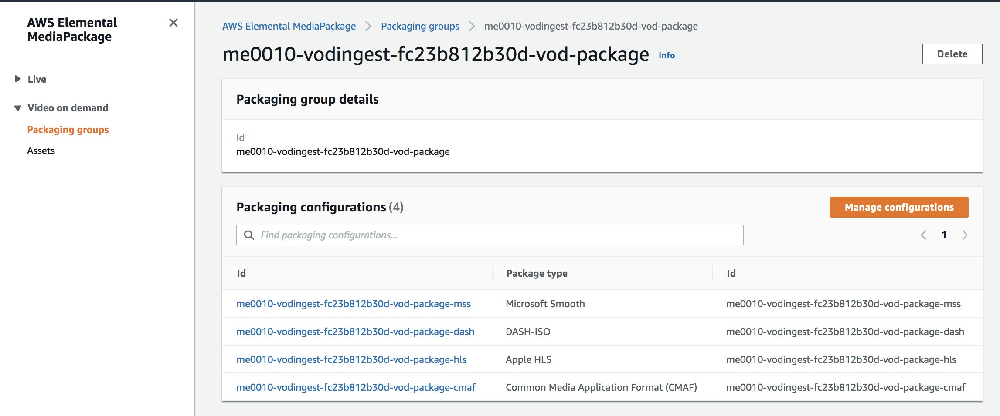 AWS Elemental
MediaPackage
Live
Video on demand
Packaging groups
Assets
AWS Elemental MediaPackage > Packaging groups > me0010-vodingest-fc23b812b30d-vod-package
me0010-vodingest-fc23b812b30d-vod-package Info
Delete
Packaging group details
Id
me0010-vodingest-fc23b812b30d-vod-package
Packaging configurations (4)
Manage configurations
Find packaging configurations...
1
Id Package type Id
me0010-vodingest-fc23b812b30d-vod-package-mss Microsoft Smooth me0010-vodingest-fc23b812b30d-vod-package-mss
me0010-vodingest-fc23b812b30d-vod-package-dash DASH-ISO me0010-vodingest-fc23b812b30d-vod-package-dash
me0010-vodingest-fc23b812b30d-vod-package-hls Apple HLS me0010-vodingest-fc23b812b30d-vod-package-hls
me0010-vodingest-fc23b812b30d-vod-package-cmaf Common Media Application Format (CMAF) me0010-vodingest-fc23b812b30d-vod-package-cmaf